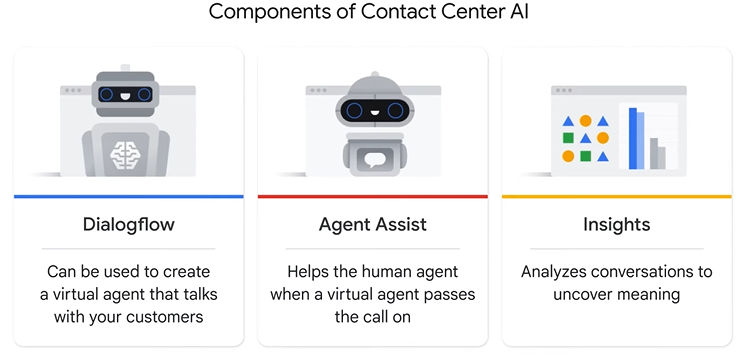 Components of Contact Center AI
Dialogflow
Can be used to create
a virtual agent that talks
with your customers
Agent Assist
Helps the human agent
when a virtual agent passes
the call on
Insights
Analyzes conversations to
uncover meaning